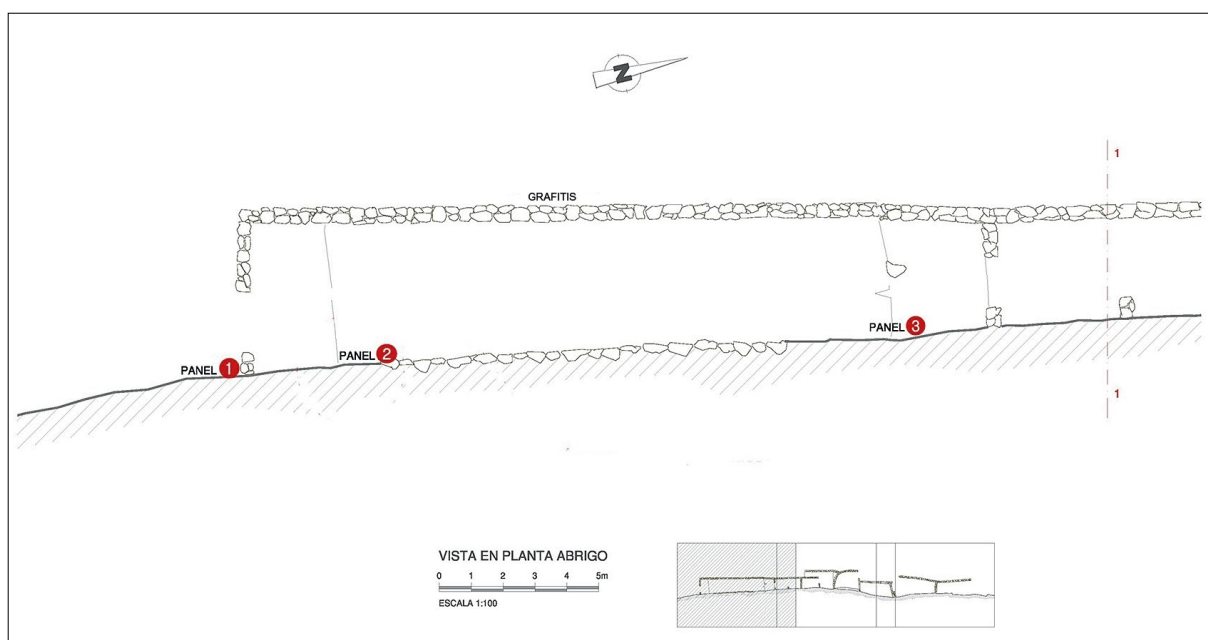 N
1
GRAFITIS
PANEL 3
PANEL 2
PANEL 1
1
VISTA EN PLANTA ABRIGO
0 1 2 3 4 5m
ESCALA 1:100